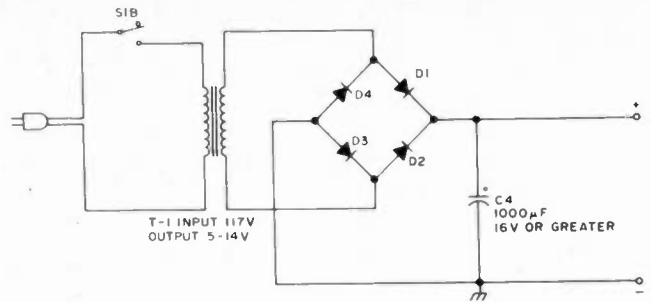 S1B
D1
D4
D3
D2
+
+
C4
1000µF
16V OR GREATER
T-1 INPUT 117V
OUTPUT 5-14V
−